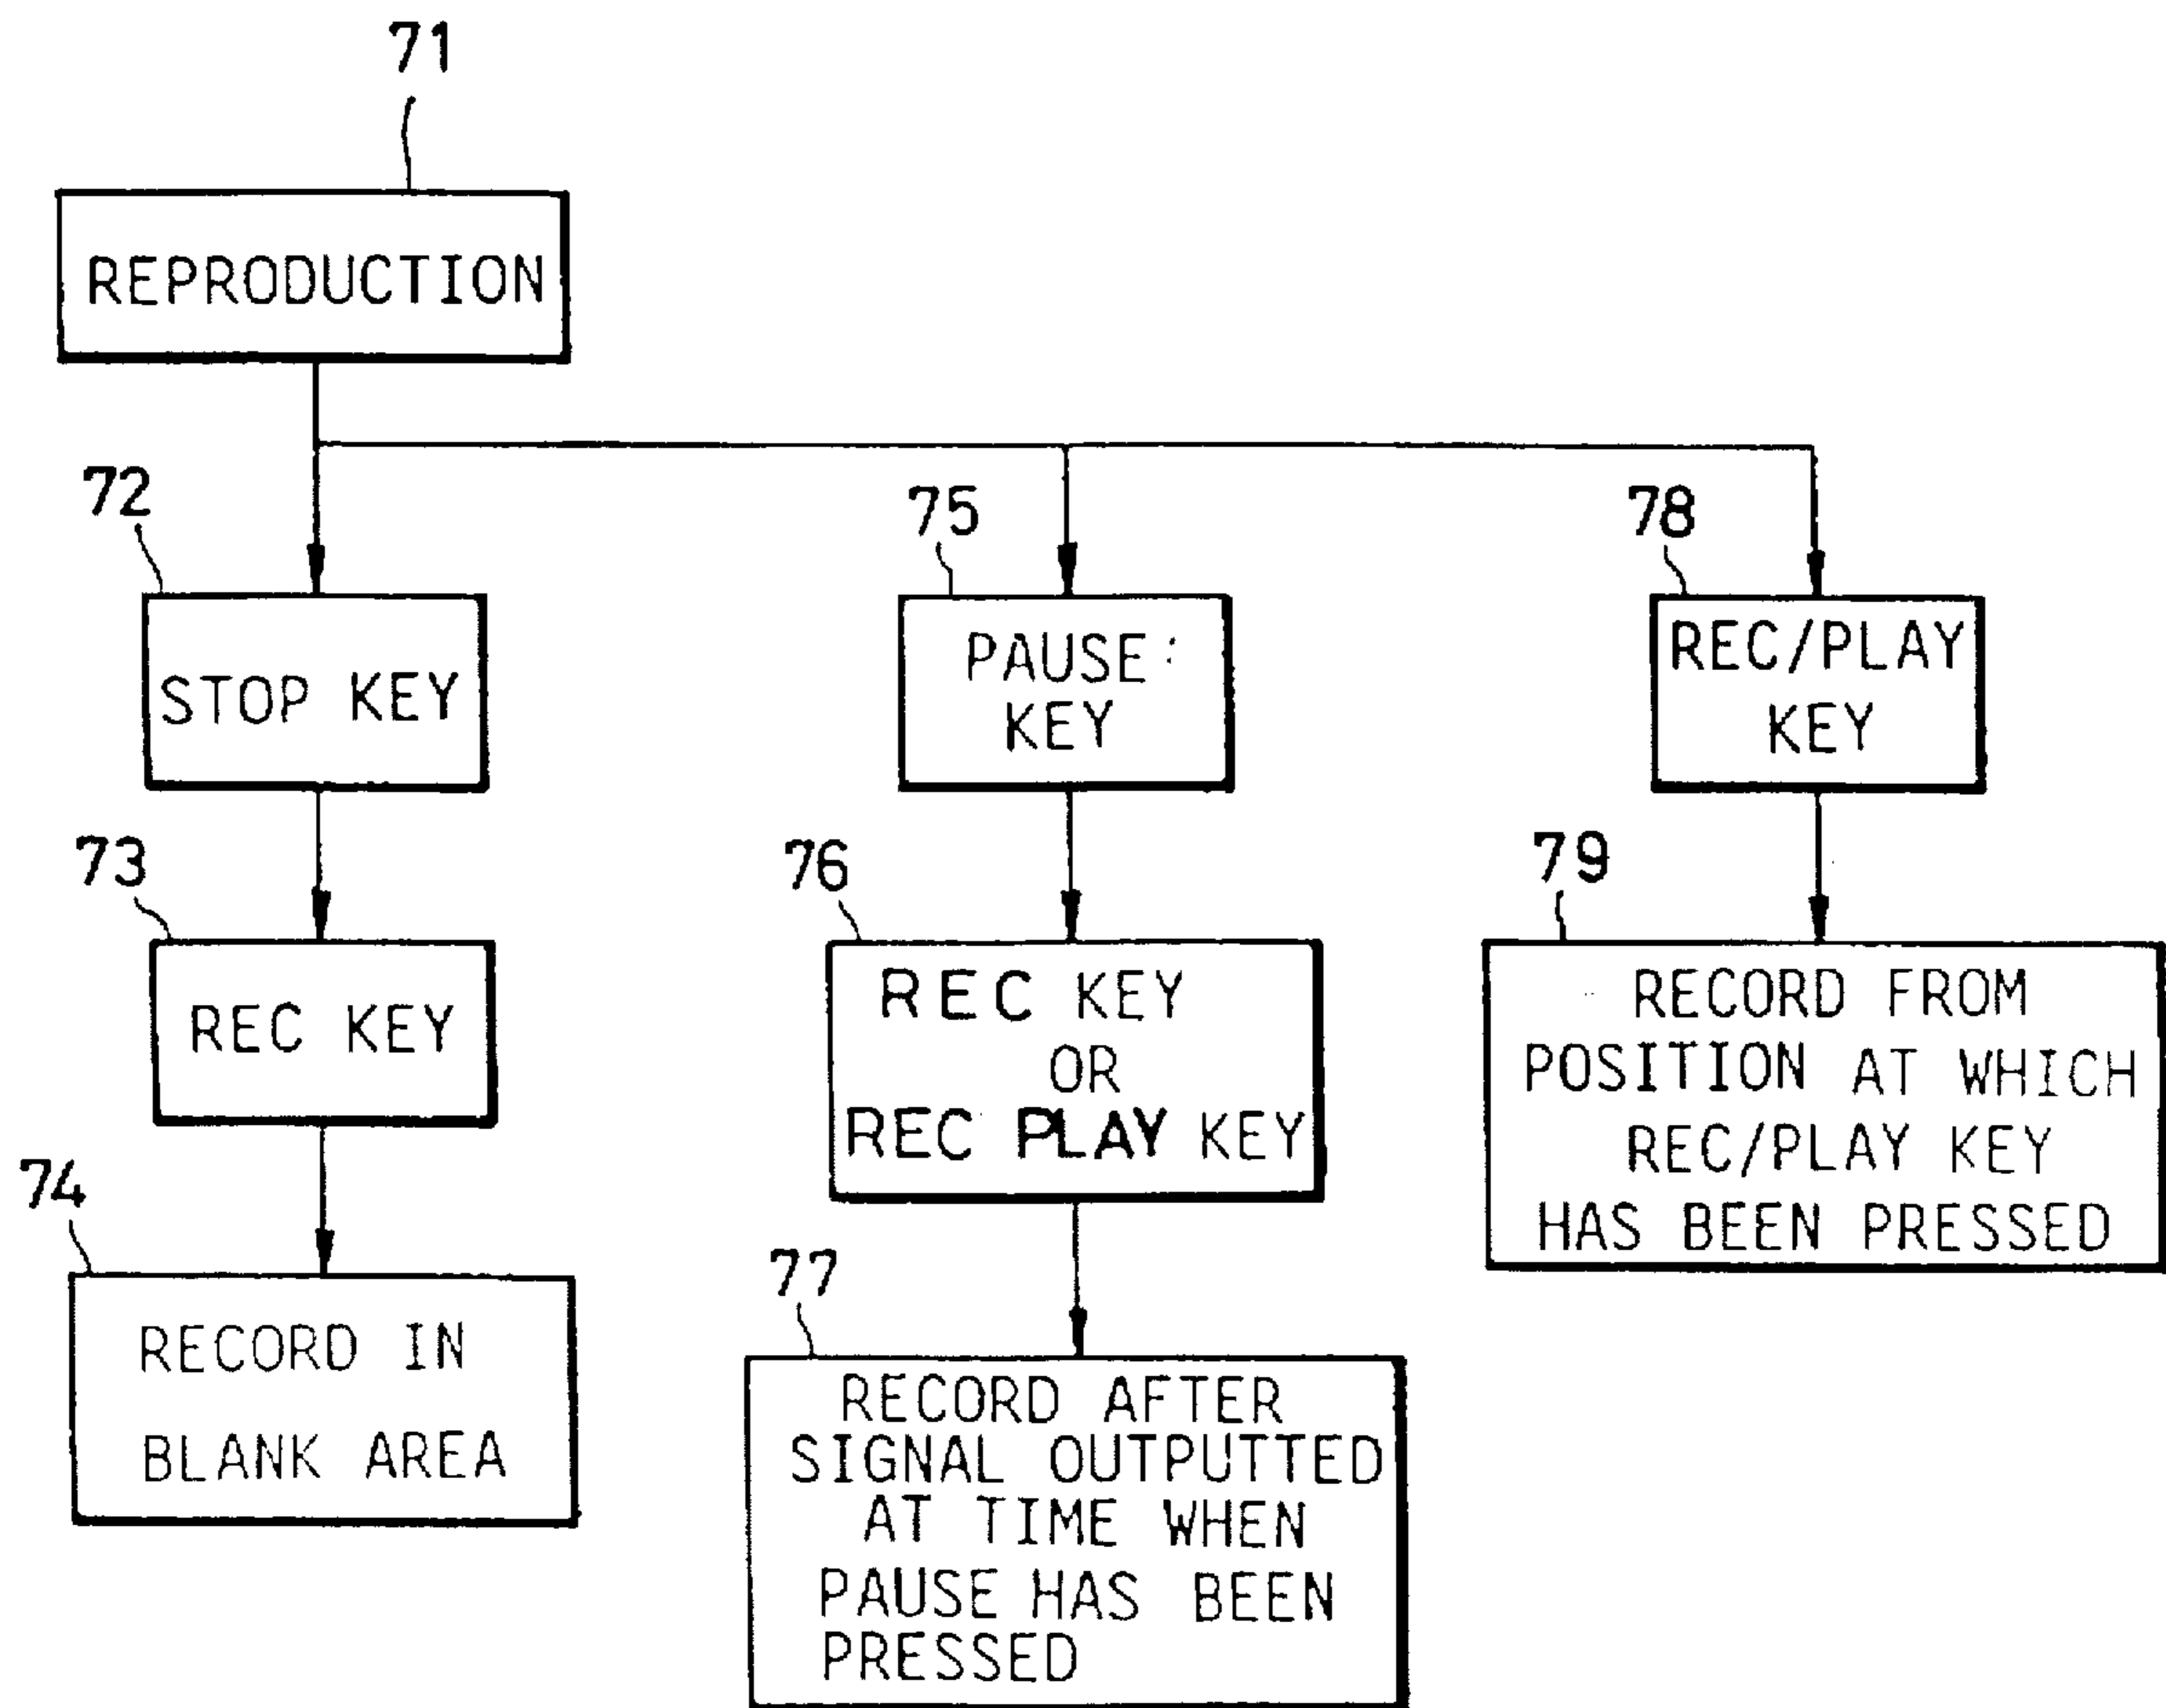 71
REPRODUCTION
72
STOP KEY
73
REC KEY
74
RECORD IN
BLANK AREA
75
PAUSE:
KEY
76
REC KEY
OR
REC PLAY KEY
77
RECORD AFTER
SIGNAL OUTPUTTED
AT TIME WHEN
PAUSE HAS BEEN
PRESSED
78
REC/PLAY
KEY
79
RECORD FROM
POSITION AT WHICH
REC/PLAY KEY
HAS BEEN PRESSED